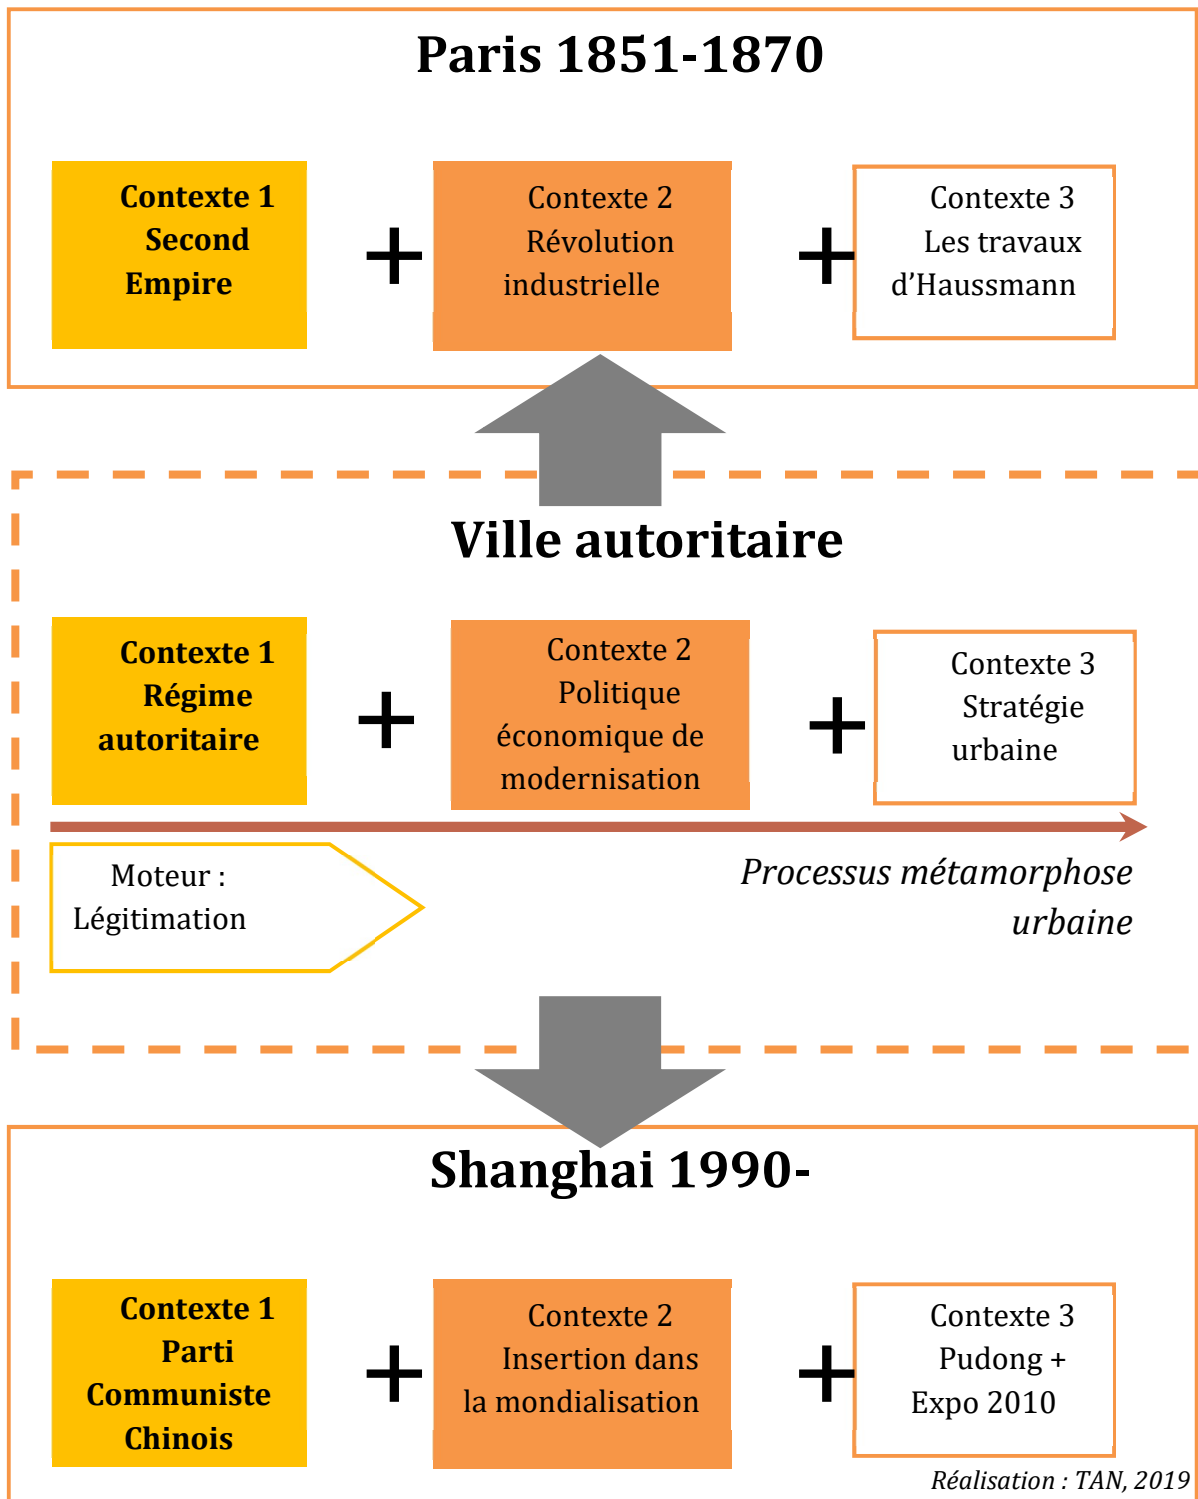 Paris 1851-1870
Contexte 1
Second
Empire
+
Contexte 2
Révolution
industrielle
+
Contexte 3
Les travaux
d’Haussmann
Ville autoritaire
Contexte 1
Régime
autoritaire
+
Contexte 2
Politique
économique de
modernisation
+
Contexte 3
Stratégie
urbaine
Moteur :
Légitimation
Processus métamorphose
urbaine
Shanghai 1990-
Contexte 1
Parti
Communiste
Chinois
+
Contexte 2
Insertion dans
la mondialisation
+
Contexte 3
Pudong +
Expo 2010
Réalisation : TAN, 2019